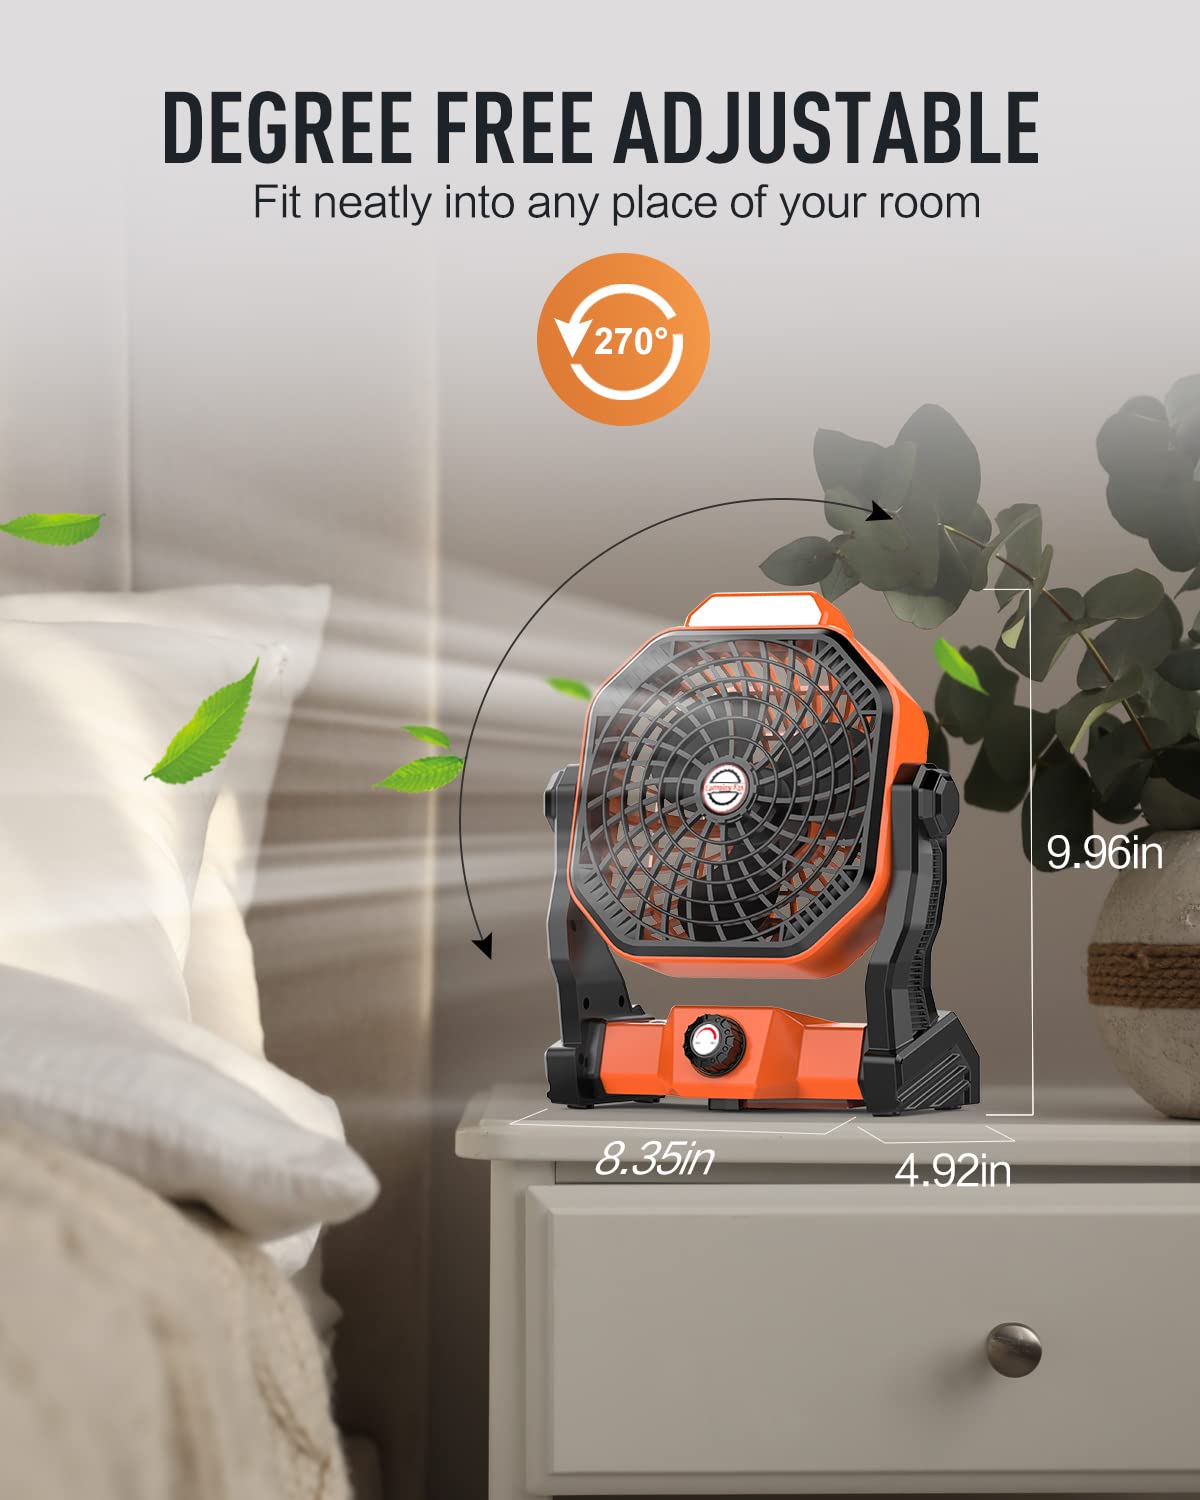 DEGREE FREE ADJUSTABLE
Fit neatly into any place of your room
270°
9.96in
8.35in
4.92in